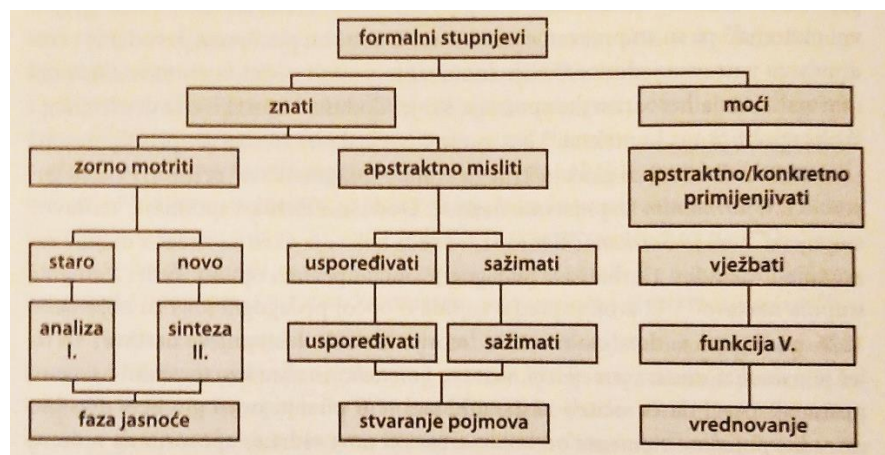 formalni stupnjevi
znati
moći
zorno motriti
apstraktno misliti
apstraktno/konkretno
primijenjivati
staro
novo
uspoređivati
sažimati
vježbati
analiza
I.
sinteza
II.
uspoređivati
sažimati
funkcija V.
faza jasnoće
stvaranje pojmova
vrednovanje